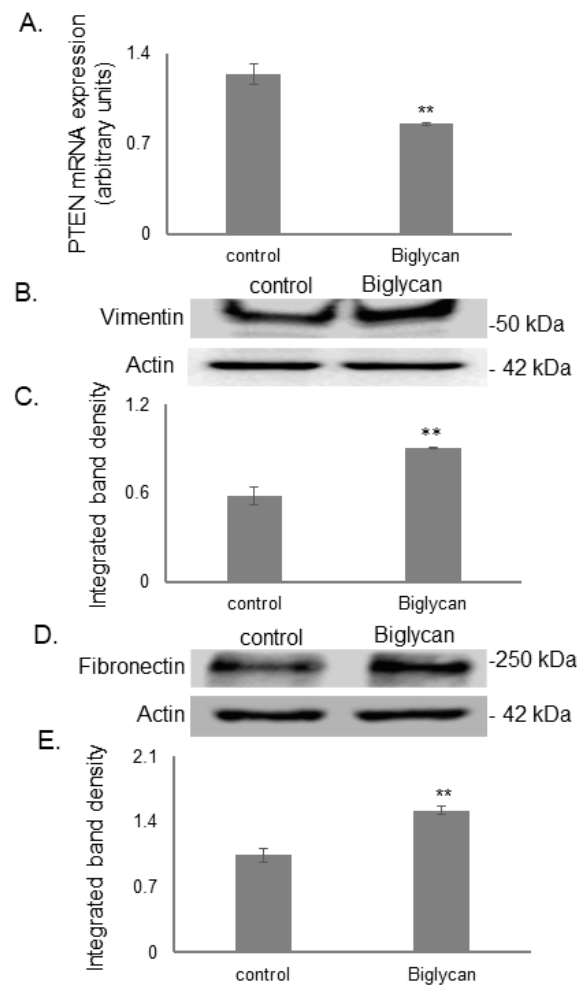 A.
PTEN mRNA expression
(arbitrary units)
1.4
0.7
0
**
control
Biglycan
B.
control Biglycan
Vimentin
-50 kDa
Actin
- 42 kDa
C.
Integrated band density
1.2
0.6
0
**
control
Biglycan
D.
control Biglycan
Fibronectin
-250 kDa
Actin
- 42 kDa
E.
Integrated band density
2.1
1.4
0.7
0
**
control
Biglycan